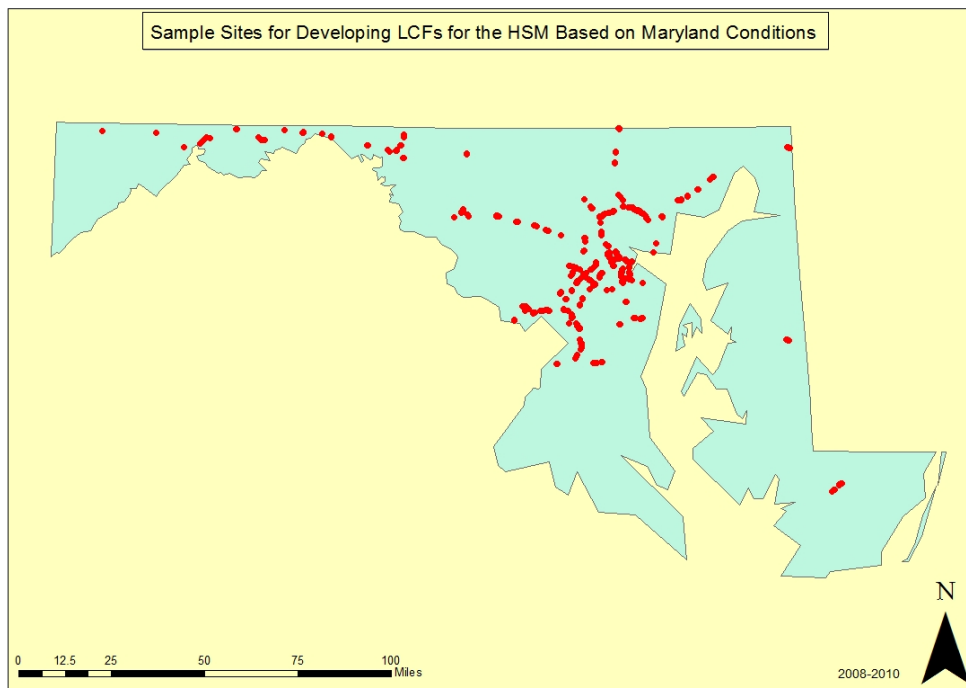 Sample Sites for Developing LCFs for the HSM Based on Maryland Conditions
N
0 12.5 25 50 75 100
Miles
2008-2010